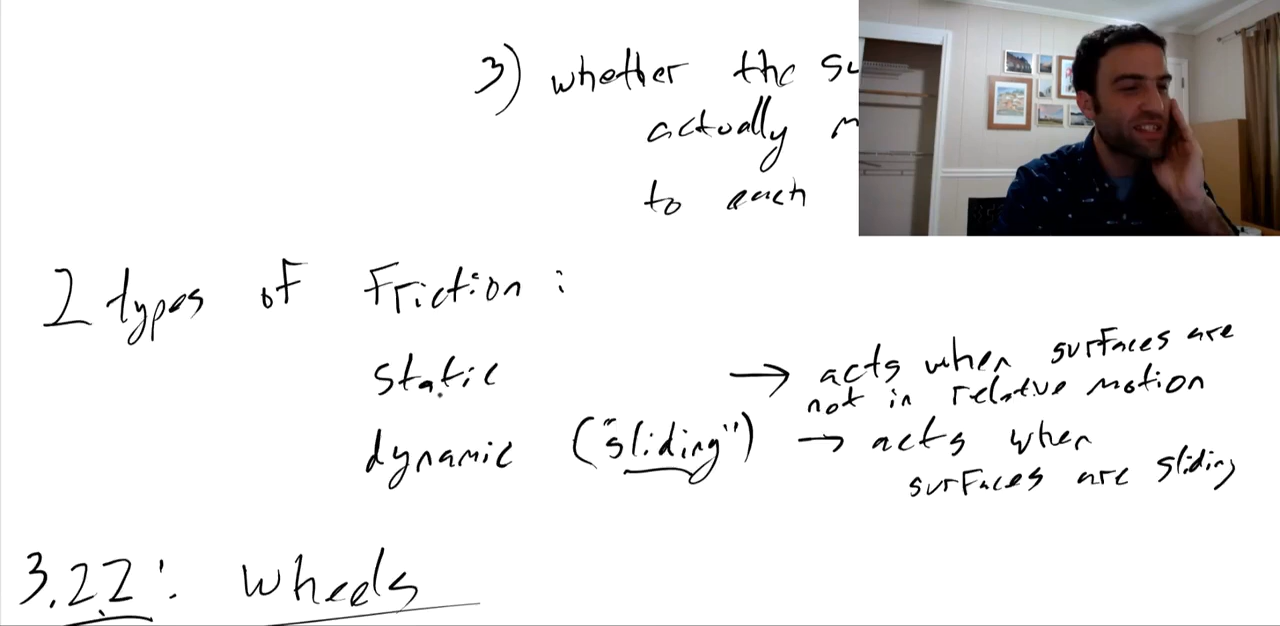 3) whether the su
actually m
to each
2 types of Friction :
static → acts when surfaces are
not in relative motion
dynamic ("sliding") → acts when
surfaces are sliding
3.22: Wheels